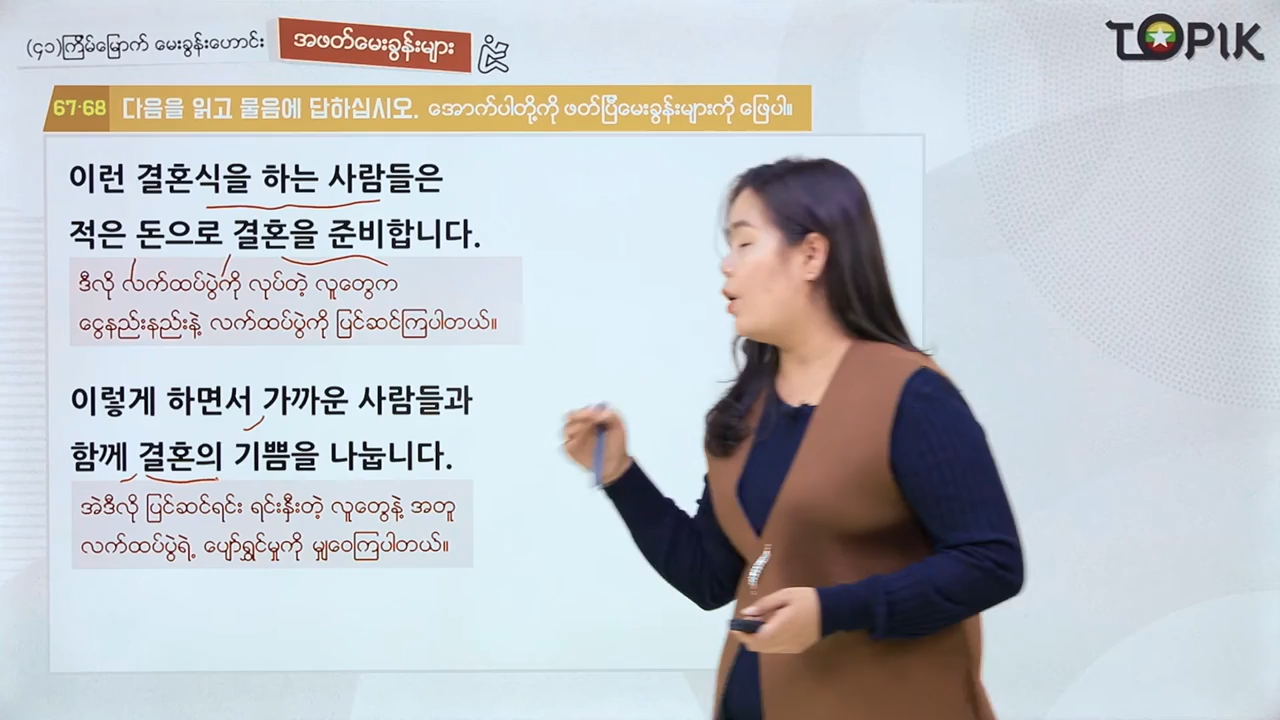 (၄၁)ကြိမ်မြောက် မေးခွန်းဟောင်း
အဖတ်မေးခွန်းများ
TOPIK
67-68 다음을 읽고 물음에 답하십시오. အောက်ပါတို့ကို ဖတ်ပြီးမေးခွန်းများကို ဖြေပါ။
이런 결혼식을 하는 사람들은
적은 돈으로 결혼을 준비합니다.
ဒီလို လက်ထပ်ပွဲကို လုပ်တဲ့ လူတွေက
ငွေနည်းနည်းနဲ့ လက်ထပ်ပွဲကို ပြင်ဆင်ကြပါတယ်။
이렇게 하면서 가까운 사람들과
함께 결혼의 기쁨을 나눕니다.
အဲဒီလို ပြင်ဆင်ရင်း ရင်းနှီးတဲ့ လူတွေနဲ့ အတူ
လက်ထပ်ပွဲရဲ့ ပျော်ရွှင်မှုကို မျှဝေကြပါတယ်။